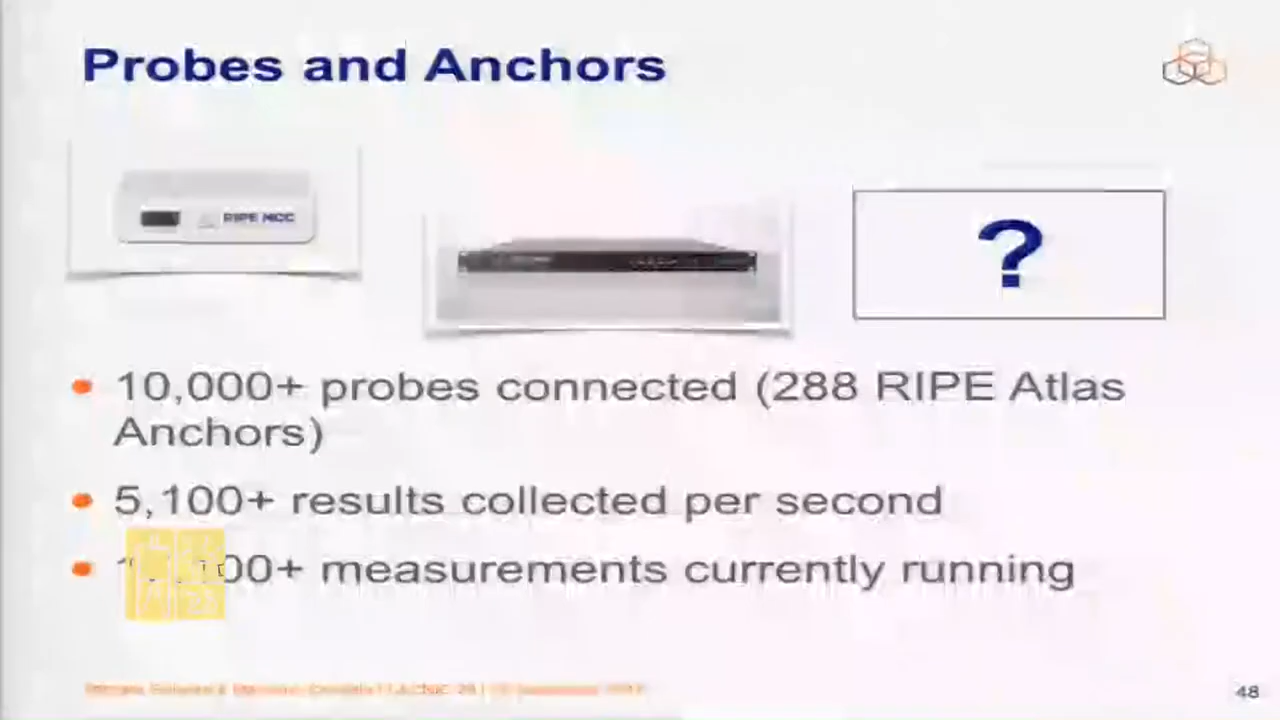 Probes and Anchors
RIPE NCC
?
10,000+ probes connected (288 RIPE Atlas
Anchors)
5,100+ results collected per second
measurements currently running
48